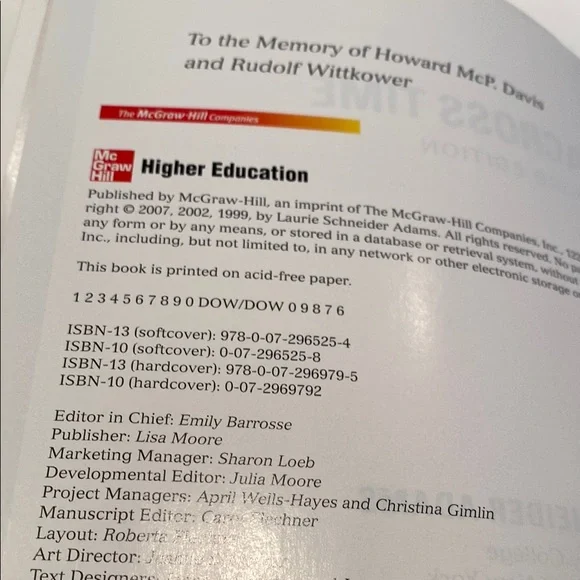 To the Memory of Howard McP. Davis
and Rudolf Wittkower
The McGraw-Hill Companies
Mc
Graw
Hill
Higher Education
Published by McGraw-Hill, an imprint of The McGraw-Hill Companies, Inc.,
right © 2007, 2002, 1999, by Laurie Schneider Adams. All rights reserved. No
any form or by any means, or stored in a database or retrieval system, without
Inc., including, but not limited to, in any network or other electronic storage
This book is printed on acid-free paper.
1 2 3 4 5 6 7 8 9 0 DOW/DOW 0 9 8 7 6
ISBN-13 (softcover): 978-0-07-296525-4
ISBN-10 (softcover): 0-07-296525-8
ISBN-13 (hardcover): 978-0-07-296979-5
ISBN-10 (hardcover): 0-07-2969792
Editor in Chief: Emily Barrosse
Publisher: Lisa Moore
Marketing Manager: Sharon Loeb
Developmental Editor: Julia Moore
Project Managers: April Wells-Hayes and Christina Gimlin
Manuscript Editor: Carol
Layout: Roberta
Art Director:
Text Designers: